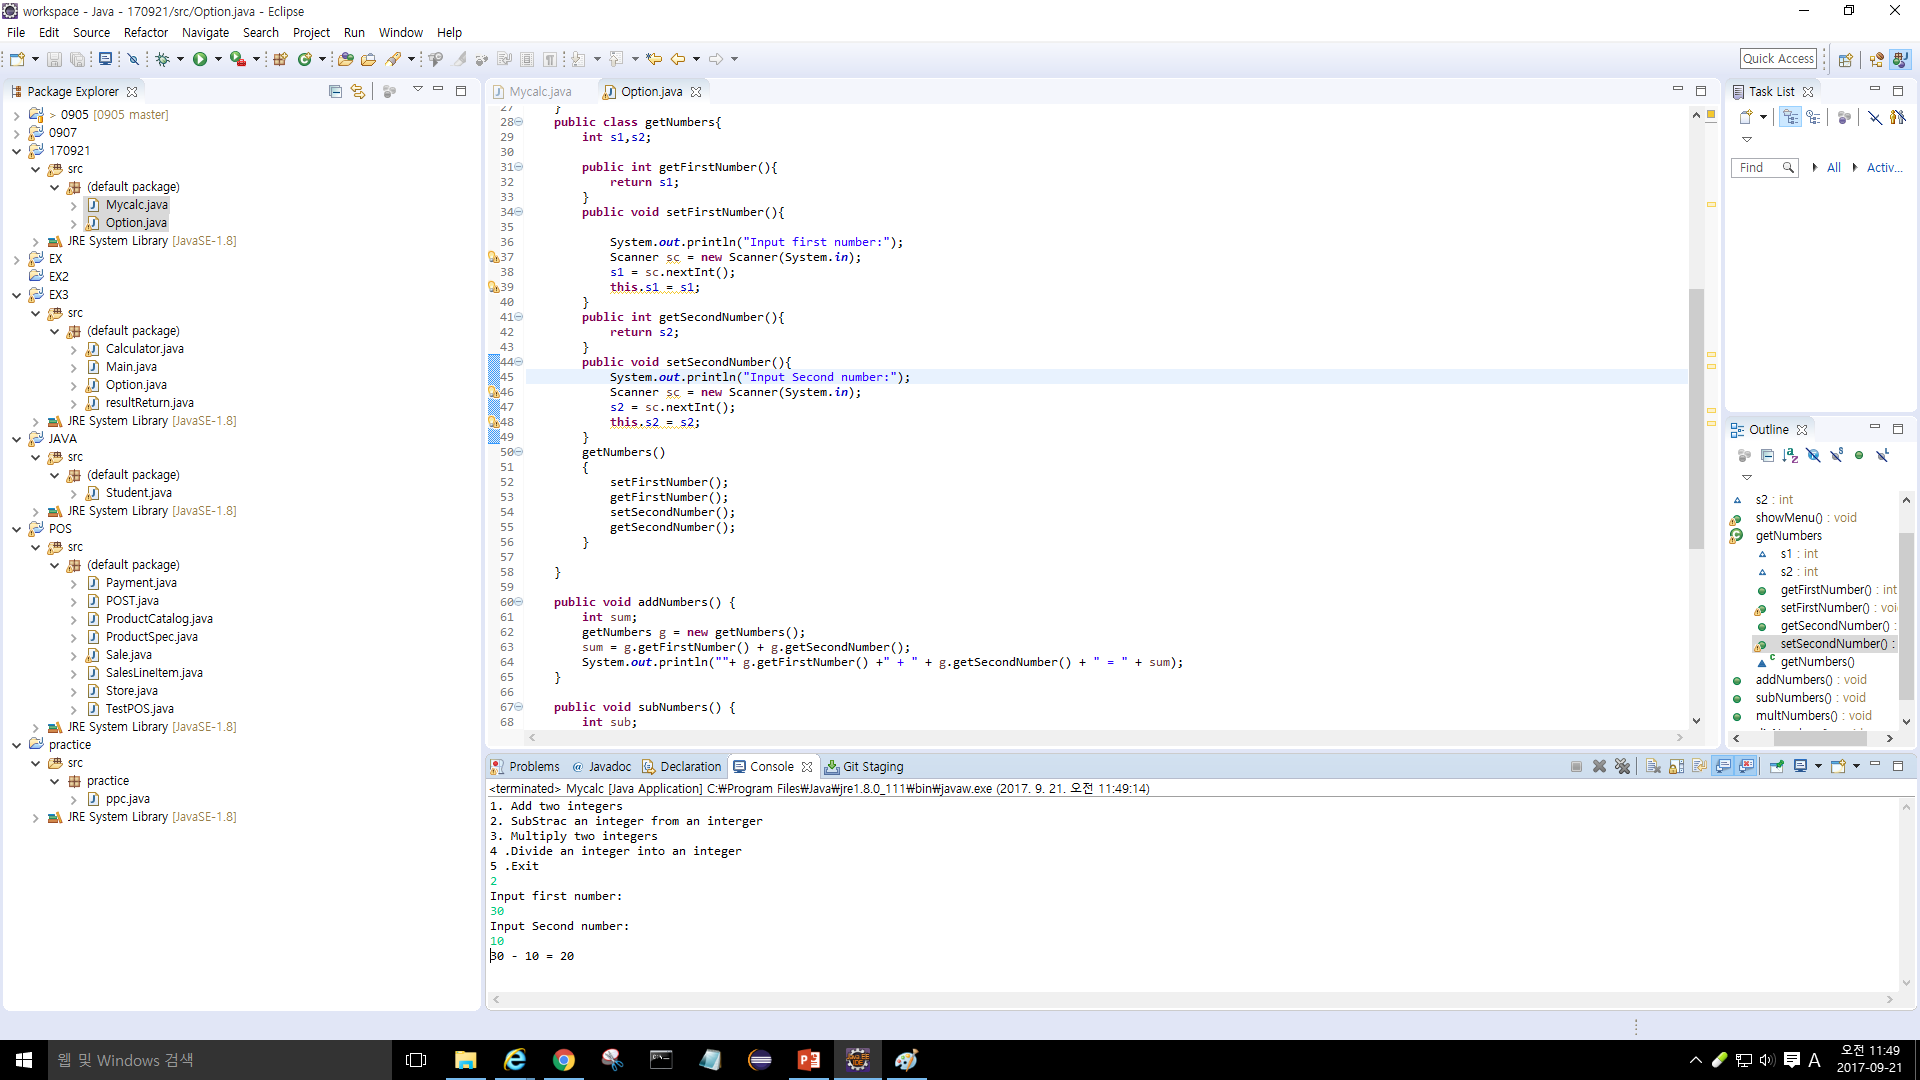 workspace - Java - 170921/src/Option.java - Eclipse
File Edit Source Refactor Navigate Search Project Run Window Help
Quick Access
Package Explorer
> 0905 [0905 master]
0907
170921
src
(default package)
Mycalc.java
Option.java
JRE System Library [JavaSE-1.8]
EX
EX2
EX3
src
(default package)
Calculator.java
Main.java
Option.java
resultReturn.java
JRE System Library [JavaSE-1.8]
JAVA
src
(default package)
Student.java
JRE System Library [JavaSE-1.8]
POS
src
(default package)
Payment.java
POST.java
ProductCatalog.java
ProductSpec.java
Sale.java
SalesLineItem.java
Store.java
TestPOS.java
JRE System Library [JavaSE-1.8]
practice
src
practice
ppc.java
JRE System Library [JavaSE-1.8]
Mycalc.java Option.java
27 }
28 public class getNumbers{
29 int s1,s2;
30
31 public int getFirstNumber(){
32 return s1;
33 }
34 public void setFirstNumber(){
35
36 System.out.println("Input first number:");
37 Scanner sc = new Scanner(System.in);
38 s1 = sc.nextInt();
39 this.s1 = s1;
40 }
41 public int getSecondNumber(){
42 return s2;
43 }
44 public void setSecondNumber(){
45 System.out.println("Input Second number:");
46 Scanner sc = new Scanner(System.in);
47 s2 = sc.nextInt();
48 this.s2 = s2;
49 }
50 getNumbers()
51 {
52 setFirstNumber();
53 getFirstNumber();
54 setSecondNumber();
55 getSecondNumber();
56 }
57
58 }
59
60 public void addNumbers() {
61 int sum;
62 getNumbers g = new getNumbers();
63 sum = g.getFirstNumber() + g.getSecondNumber();
64 System.out.println(""+ g.getFirstNumber() +" + " + g.getSecondNumber() + " = " + sum);
65 }
66
67 public void subNumbers() {
68 int sub;
Task List
Find All Activ...
Outline
s2 : int
showMenu() : void
getNumbers
s1 : int
s2 : int
getFirstNumber() : int
setFirstNumber() : voi
getSecondNumber() :
setSecondNumber() :
getNumbers()
addNumbers() : void
subNumbers() : void
multNumbers() : void
Problems @ Javadoc Declaration Console Git Staging
<terminated> Mycalc [Java Application] C:₩Program Files₩Java₩jre1.8.0_111₩bin₩javaw.exe (2017. 9. 21. 오전 11:49:14)
1. Add two integers
2. SubStrac an integer from an interger
3. Multiply two integers
4 .Divide an integer into an integer
5 .Exit
2
Input first number:
30
Input Second number:
10
30 - 10 = 20
웹 및 Windows 검색
A
오전 11:49
2017-09-21